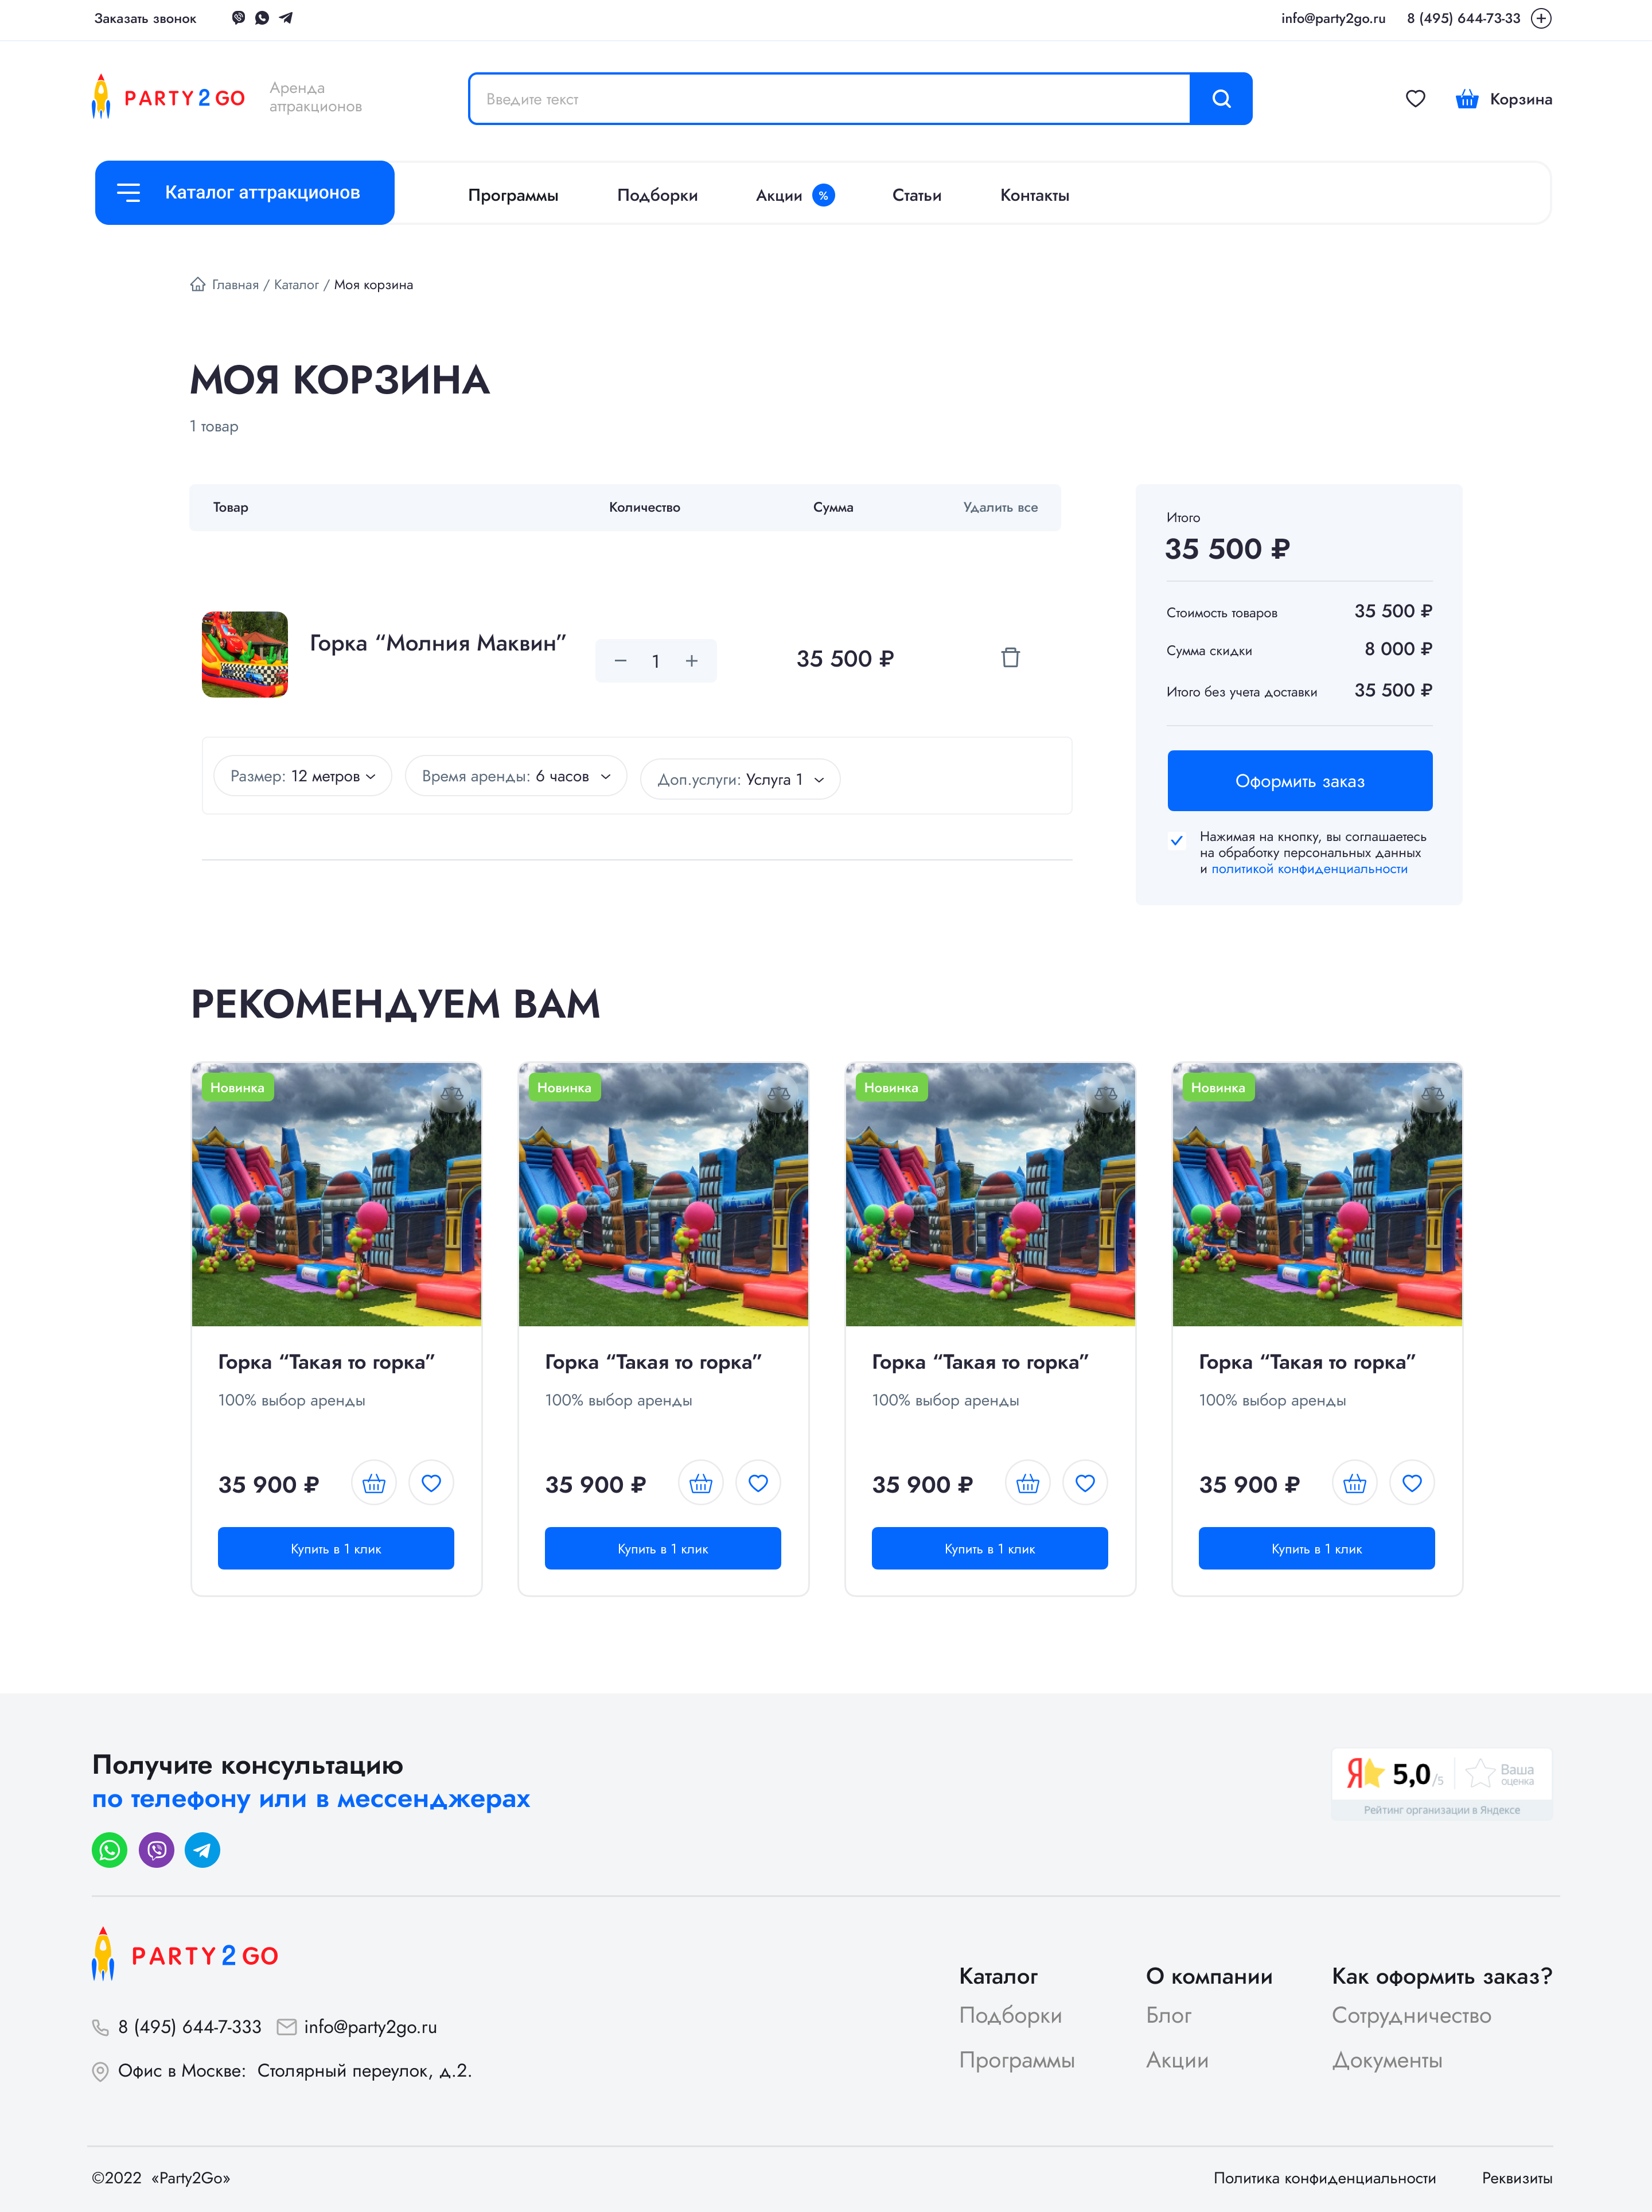 Заказать звонок
info@party2go.ru
8 (495) 644-73-33
PARTY 2 GO
Аренда
аттракционов
Введите текст
Корзина
Каталог аттракционов
Программы
Подборки
Акции %
Статьи
Контакты
Главная / Каталог / Моя корзина
МОЯ КОРЗИНА
1 товар
Товар
Количество
Сумма
Удалить все
Горка “Молния Маквин”
— 1 +
35 500 ₽
Размер: 12 метров
Время аренды: 6 часов
Доп.услуги: Услуга 1
Итого
35 500 ₽
Стоимость товаров 35 500 ₽
Сумма скидки 8 000 ₽
Итого без учета доставки 35 500 ₽
Оформить заказ
Нажимая на кнопку, вы соглашаетесь
на обработку персональных данных
и политикой конфиденциальности
РЕКОМЕНДУЕМ ВАМ
Новинка
Горка “Такая то горка”
100% выбор аренды
35 900 ₽
Купить в 1 клик
Новинка
Горка “Такая то горка”
100% выбор аренды
35 900 ₽
Купить в 1 клик
Новинка
Горка “Такая то горка”
100% выбор аренды
35 900 ₽
Купить в 1 клик
Новинка
Горка “Такая то горка”
100% выбор аренды
35 900 ₽
Купить в 1 клик
Получите консультацию
по телефону или в мессенджерах
Я 5,0 /5
Ваша
оценка
Рейтинг организации в Яндексе
PARTY 2 GO
8 (495) 644-7-333
info@party2go.ru
Офис в Москве: Столярный переулок, д.2.
Каталог
Подборки
Программы
О компании
Блог
Акции
Как оформить заказ?
Сотрудничество
Документы
©2022 «Party2Go»
Политика конфиденциальности
Реквизиты